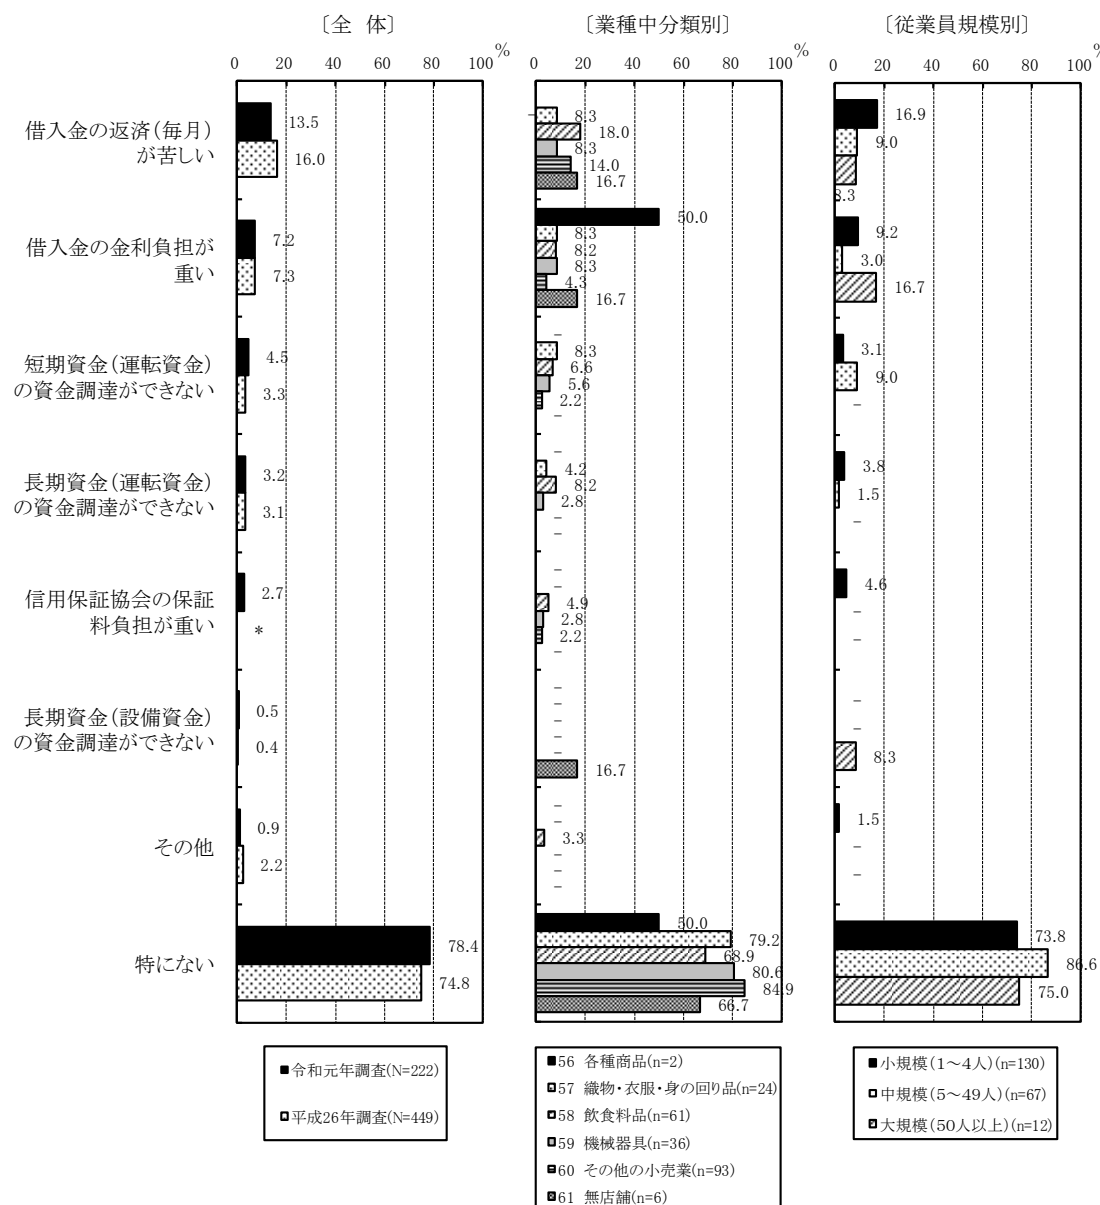 〔全 体〕
〔業種中分類別〕
〔従業員規模別〕
%
0 20 40 60 80 100
%
0 20 40 60 80 100
%
0 20 40 60 80 100
借入金の返済(毎月)
が苦しい
13.5
16.0
–
8.3
18.0
8.3
14.0
16.7
16.9
9.0
8.3
借入金の金利負担が
重い
7.2
7.3
50.0
8.3
8.2
8.3
4.3
16.7
9.2
3.0
16.7
短期資金(運転資金)
の資金調達ができない
4.5
3.3
–
8.3
6.6
5.6
2.2
–
3.1
9.0
–
長期資金(運転資金)
の資金調達ができない
3.2
3.1
–
4.2
8.2
2.8
–
–
3.8
1.5
–
信用保証協会の保証
料負担が重い
2.7
*
–
–
4.9
2.8
2.2
–
4.6
–
–
長期資金(設備資金)
の資金調達ができない
0.5
0.4
–
–
–
–
–
16.7
–
–
8.3
その他
0.9
2.2
–
–
3.3
–
–
–
1.5
–
–
特にない
78.4
74.8
50.0
79.2
68.9
80.6
84.9
66.7
73.8
86.6
75.0
令和元年調査(N=222)
平成26年調査(N=449)
56 各種商品(n=2)
57 織物・衣服・身の回り品(n=24)
58 飲食料品(n=61)
59 機械器具(n=36)
60 その他の小売業(n=93)
61 無店舗(n=6)
小規模(1～4人)(n=130)
中規模(5～49人)(n=67)
大規模(50人以上)(n=12)